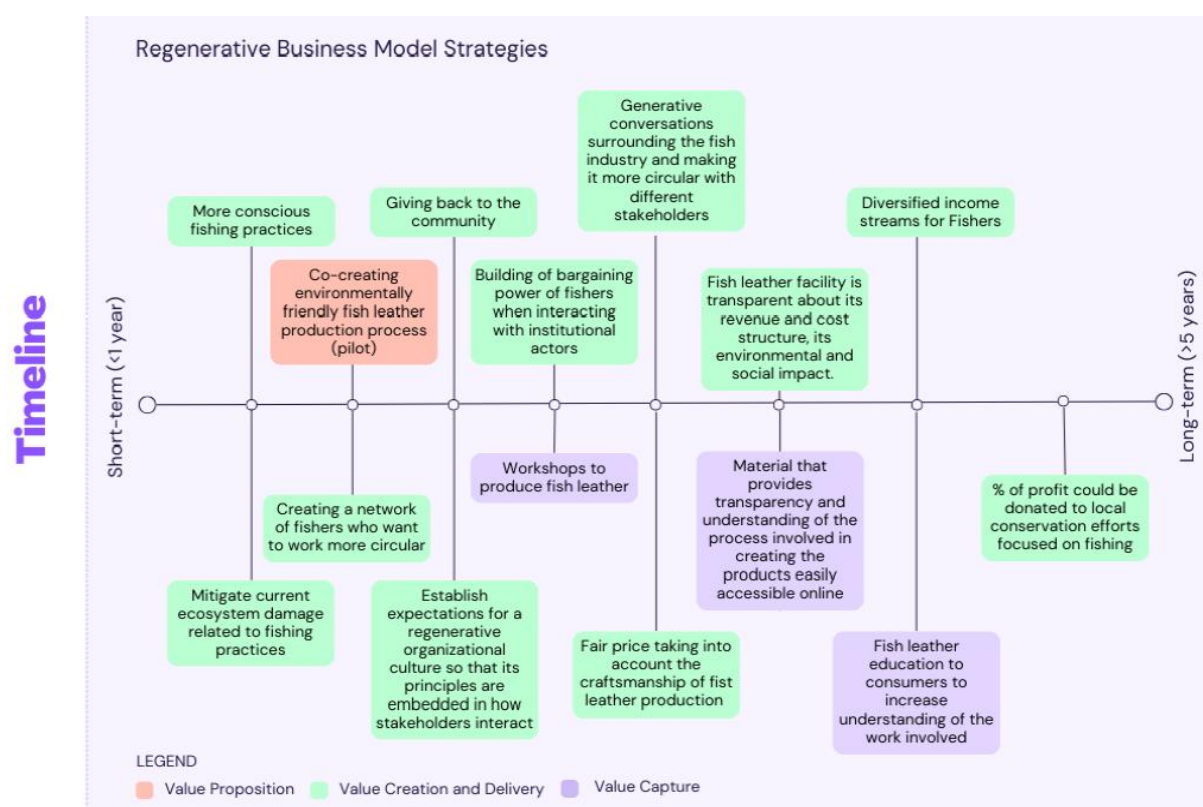 Regenerative Business Model Strategies
Timeline
Short-term (<1 year)
More conscious
fishing practices
Co-creating
environmentally
friendly fish leather
production process
(pilot)
Giving back to the
community
Building of bargaining
power of fishers
when interacting
with institutional
actors
Generative
conversations
surrounding the fish
industry and making
it more circular with
different
stakeholders
Fish leather facility is
transparent about its
revenue and cost
structure, its
environmental and
social impact.
Diversified income
streams for Fishers
Long-term (>5 years)
Mitigate current
ecosystem damage
related to fishing
practices
Creating a network
of fishers who want
to work more circular
Establish
expectations for a
regenerative
organizational
culture so that its
principles are
embedded in how
stakeholders interact
Workshops to
produce fish leather
Fair price taking into
account the
craftsmanship of fist
leather production
Material that
provides
transparency and
understanding of the
process involved in
creating the
products easily
accessible online
Fish leather
education to
consumers to
increase
understanding of the
work involved
% of profit could be
donated to local
conservation efforts
focused on fishing
LEGEND
Value Proposition
Value Creation and Delivery
Value Capture